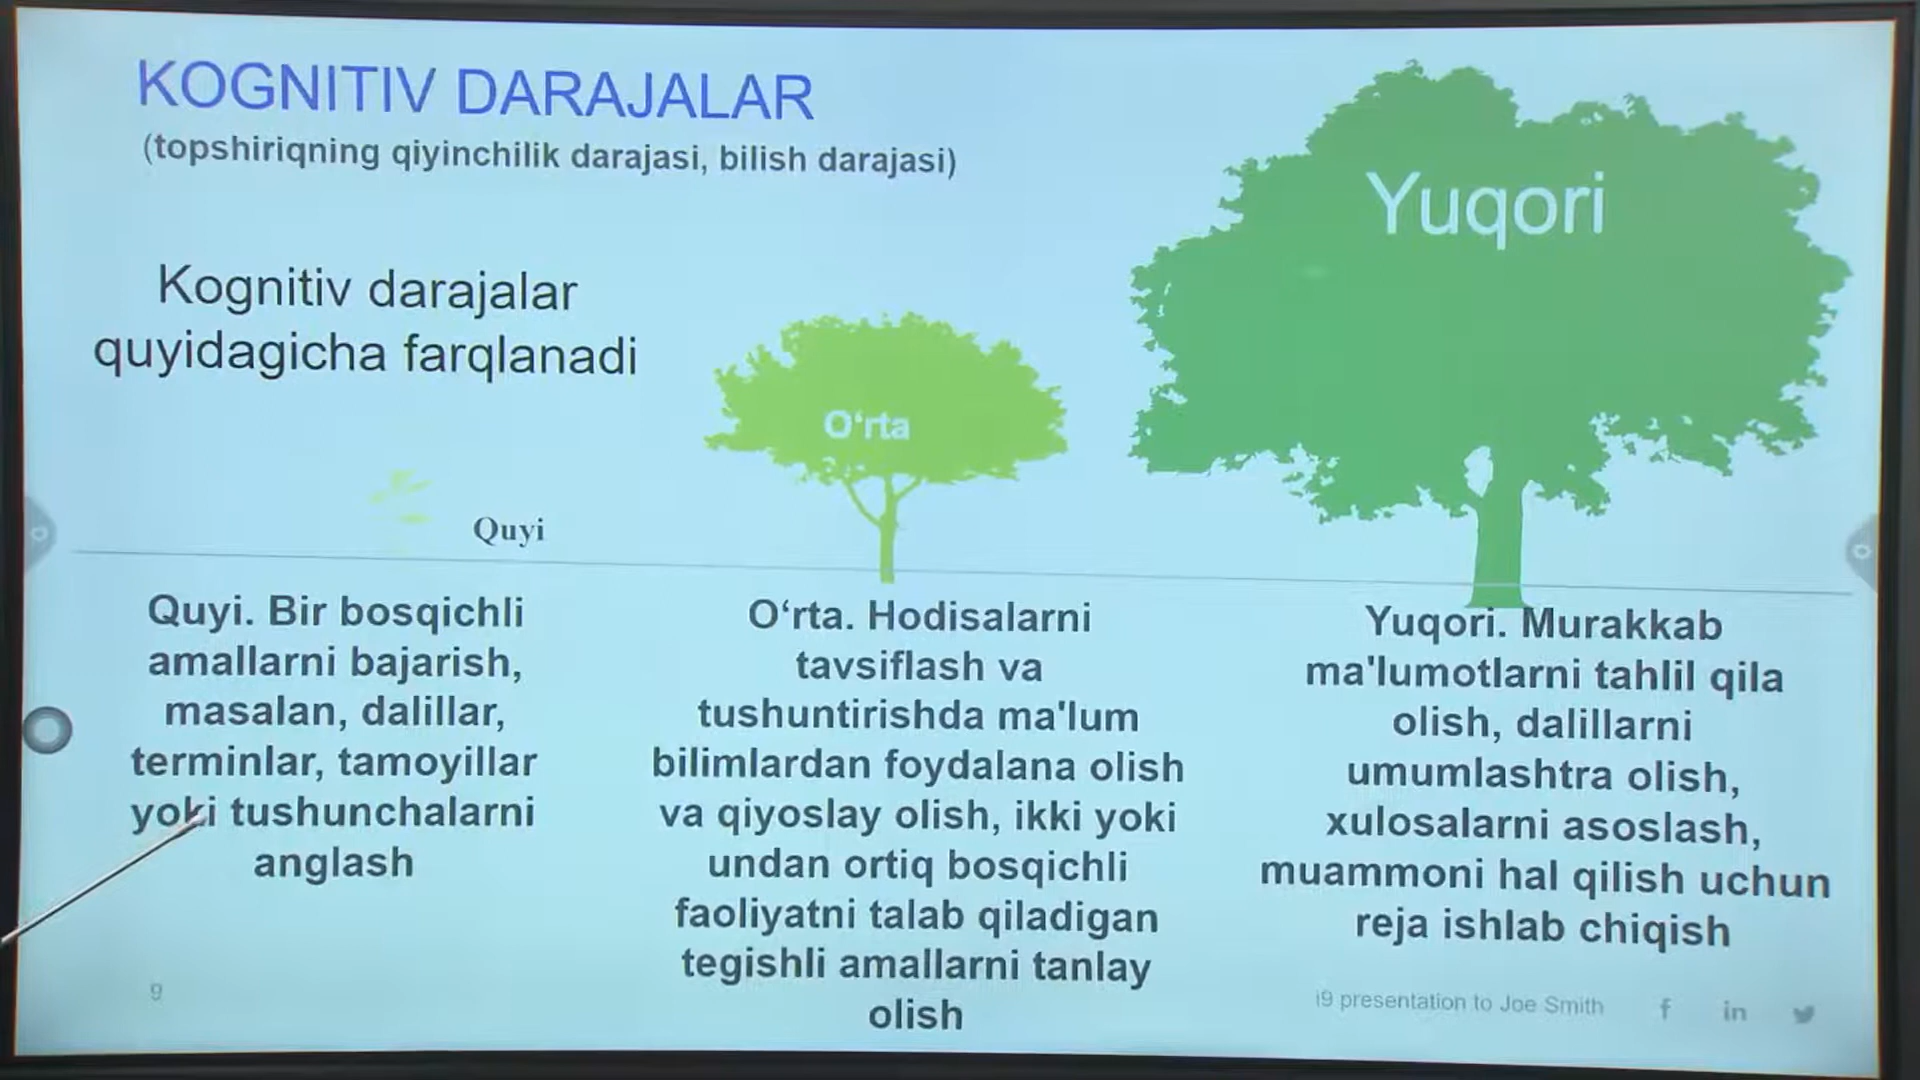 KOGNITIV DARAJALAR
(topshiriqning qiyinchilik darajasi, bilish darajasi)
Kognitiv darajalar
quyidagicha farqlanadi
Quyi
O‘rta
Yuqori
Quyi. Bir bosqichli
amallarni bajarish,
masalan, dalillar,
terminlar, tamoyillar
yoki tushunchalarni
anglash
O‘rta. Hodisalarni
tavsiflash va
tushuntirishda ma'lum
bilimlardan foydalana olish
va qiyoslay olish, ikki yoki
undan ortiq bosqichli
faoliyatni talab qiladigan
tegishli amallarni tanlay
olish
Yuqori. Murakkab
ma'lumotlarni tahlil qila
olish, dalillarni
umumlashtra olish,
xulosalarni asoslash,
muammoni hal qilish uchun
reja ishlab chiqish
9
i9 presentation to Joe Smith
f in